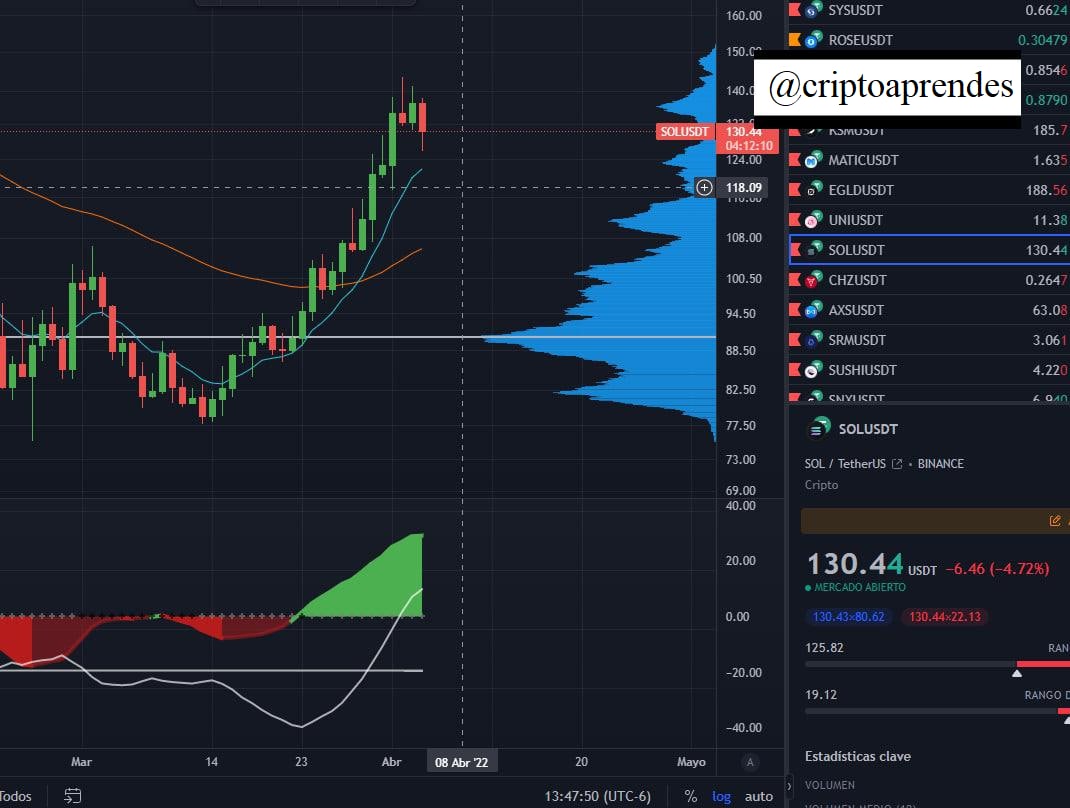 160.00
150.00
140.00
124.00
118.09
108.00
100.50
94.50
88.50
82.50
77.50
73.00
69.00
40.00
20.00
0.00
−20.00
−40.00
SOLUSDT 130.44
04:12:10
Mar 14 23 Abr 08 Abr '22 20 Mayo A
Todos
13:47:50 (UTC-6) % log auto
@criptoaprendes
SYSUSDT 0.6624
ROSEUSDT 0.30479
0.8546
0.8790
KSMUSDT 185.7
MATICUSDT 1.635
EGLDUSDT 188.56
UNIUSDT 11.38
SOLUSDT 130.44
CHZUSDT 0.2647
AXSUSDT 63.08
SRMUSDT 3.061
SUSHIUSDT 4.220
SNXUSDT 6.940
SOLUSDT
SOL / TetherUS • BINANCE
Cripto
130.44 USDT −6.46 (−4.72%)
MERCADO ABIERTO
130.43×80.62 130.44×22.13
125.82 RAN
19.12 RANGO D
Estadísticas clave
VOLUMEN